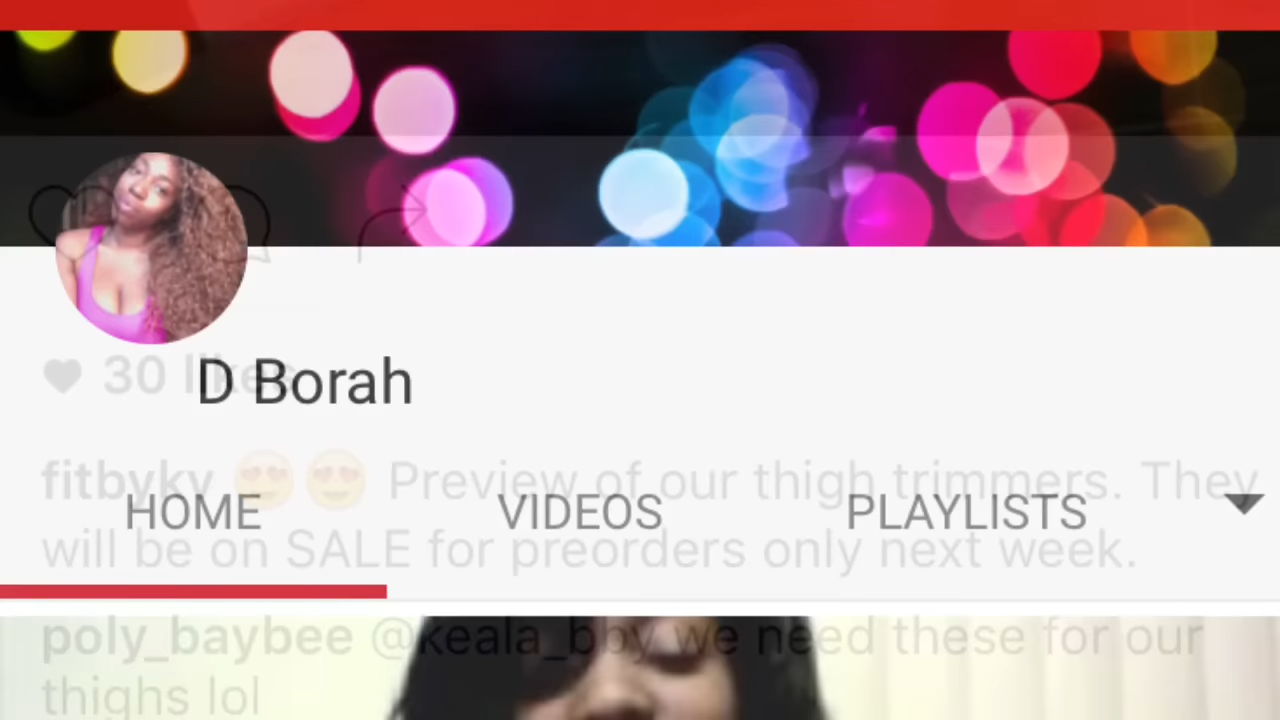 30 likes
D Borah
fitbyky 😍😍 Preview of our thigh trimmers. They
HOME VIDEOS PLAYLISTS
will be on SALE for preorders only next week.
poly_baybee @keala_bby we need these for our
thighs lol